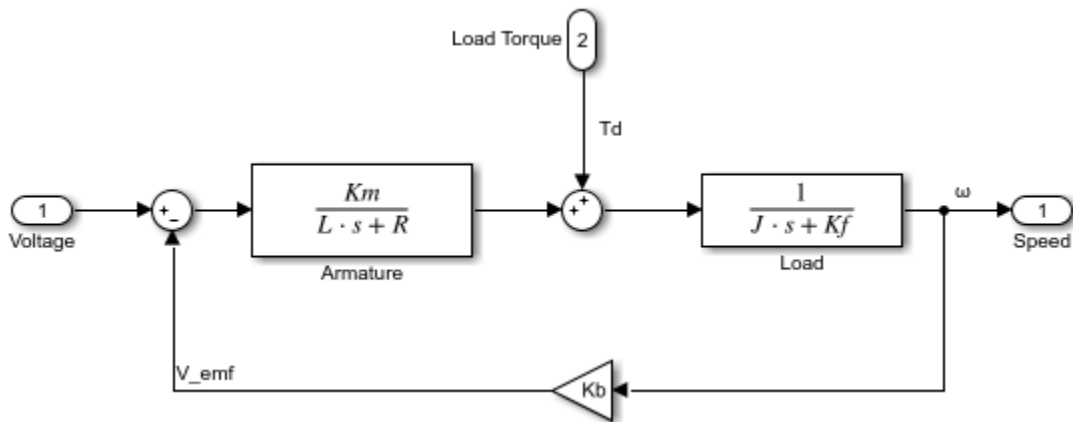 Load Torque
2
Td
1
Voltage
+
−
Km
L · s + R
Armature
+
+
1
J · s + Kf
Load
ω
1
Speed
V_emf
Kb